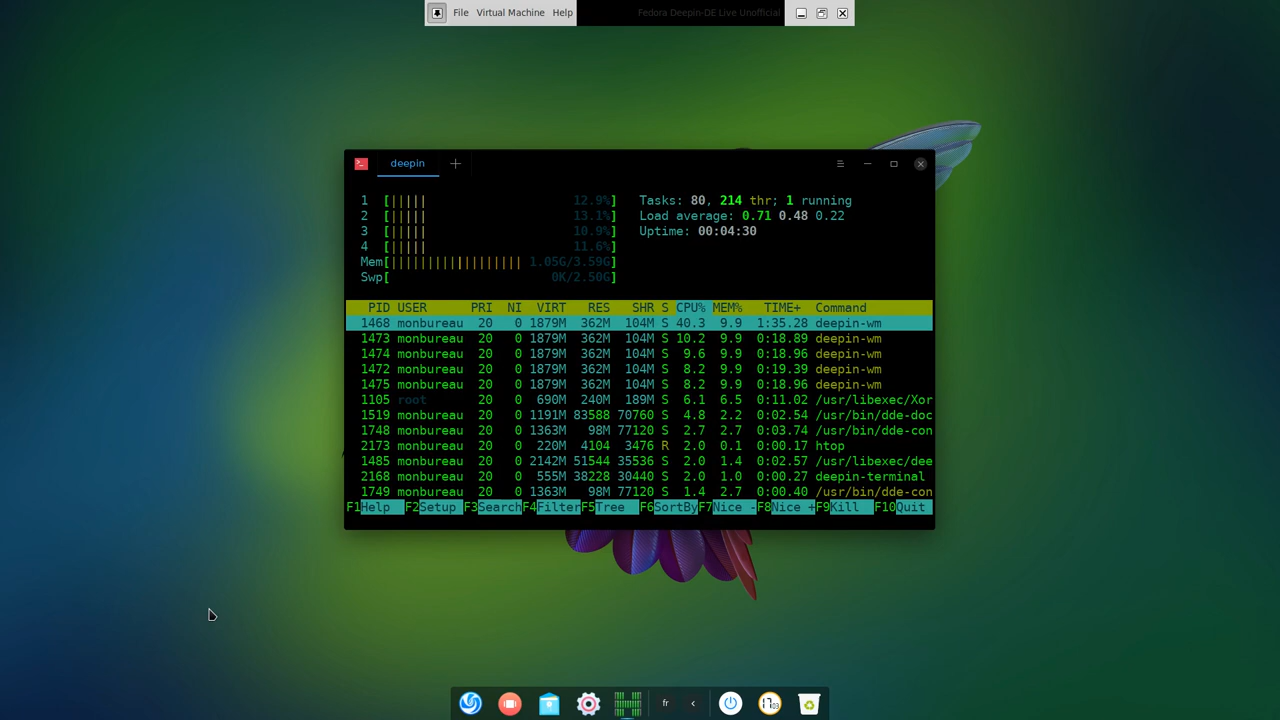 File Virtual Machine Help Fedora Deepin-DE Live Unofficial
deepin
1 [||||| 12.9%] Tasks: 80, 214 thr; 1 running
2 [||||| 13.1%] Load average: 0.71 0.48 0.22
3 [||||| 10.9%] Uptime: 00:04:30
4 [||||| 11.6%]
Mem[|||||||||||||||||| 1.05G/3.59G]
Swp[ 0K/2.50G]
PID USER PRI NI VIRT RES SHR S CPU% MEM% TIME+ Command
1468 monbureau 20 0 1879M 362M 104M S 40.3 9.9 1:35.28 deepin-wm
1473 monbureau 20 0 1879M 362M 104M S 10.2 9.9 0:18.89 deepin-wm
1474 monbureau 20 0 1879M 362M 104M S 9.6 9.9 0:18.96 deepin-wm
1472 monbureau 20 0 1879M 362M 104M S 8.2 9.9 0:19.39 deepin-wm
1475 monbureau 20 0 1879M 362M 104M S 8.2 9.9 0:18.96 deepin-wm
1105 root 20 0 690M 240M 189M S 6.1 6.5 0:11.02 /usr/libexec/Xor
1519 monbureau 20 0 1191M 83588 70760 S 4.8 2.2 0:02.54 /usr/bin/dde-doc
1748 monbureau 20 0 1363M 98M 77120 S 2.7 2.7 0:03.74 /usr/bin/dde-con
2173 monbureau 20 0 220M 4104 3476 R 2.0 0.1 0:00.17 htop
1485 monbureau 20 0 2142M 51544 35536 S 2.0 1.4 0:02.57 /usr/libexec/dee
2168 monbureau 20 0 555M 38228 30440 S 2.0 1.0 0:00.27 deepin-terminal
1749 monbureau 20 0 1363M 98M 77120 S 1.4 2.7 0:00.40 /usr/bin/dde-con
F1Help F2Setup F3Search F4Filter F5Tree F6SortBy F7Nice - F8Nice + F9Kill F10Quit
fr 17 03